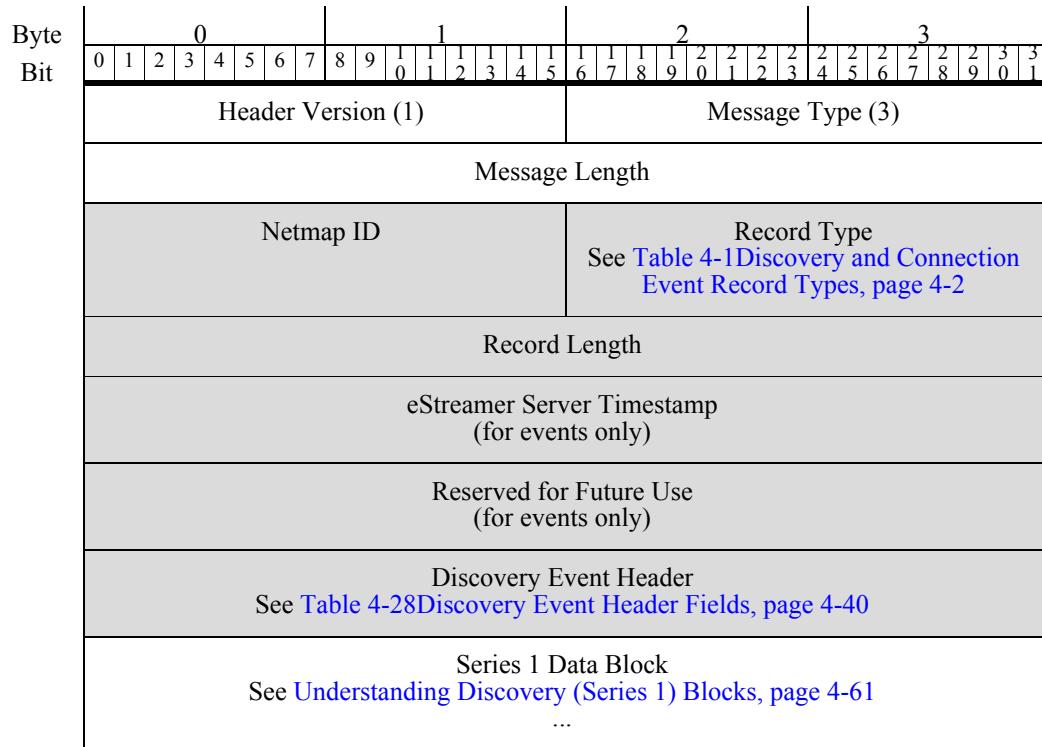 Byte 0 1 2 3
Bit 0 1 2 3 4 5 6 7 8 9 10 11 12 13 14 15 16 17 18 19 20 21 22 23 24 25 26 27 28 29 30 31
Header Version (1) Message Type (3)
Message Length
Netmap ID Record Type
See Table 4-1Discovery and Connection
Event Record Types, page 4-2
Record Length
eStreamer Server Timestamp
(for events only)
Reserved for Future Use
(for events only)
Discovery Event Header
See Table 4-28Discovery Event Header Fields, page 4-40
Series 1 Data Block
See Understanding Discovery (Series 1) Blocks, page 4-61
...